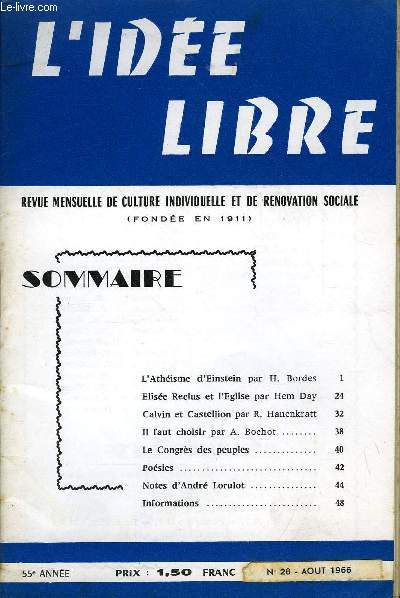 le-livre.com
L'IDÉE
LIBRE
REVUE MENSUELLE DE CULTURE INDIVIDUELLE ET DE RENOVATION SOCIALE
(FONDÉE EN 1911)
SOMMAIRE
L'Athéisme d'Einstein par H. Bordes 1
Elisée Reclus et l'Eglise par Hem Day 24
Calvin et Castellion par R. Hauenkratt 32
Il faut choisir par A. Bochot ........ 38
Le Congrès des peuples .............. 40
Poésies .............................. 42
Notes d'André Lorulot ............... 44
Informations ........................ 48
55e ANNÉE PRIX : 1,50 FRANC N° 28 - AOUT 1966